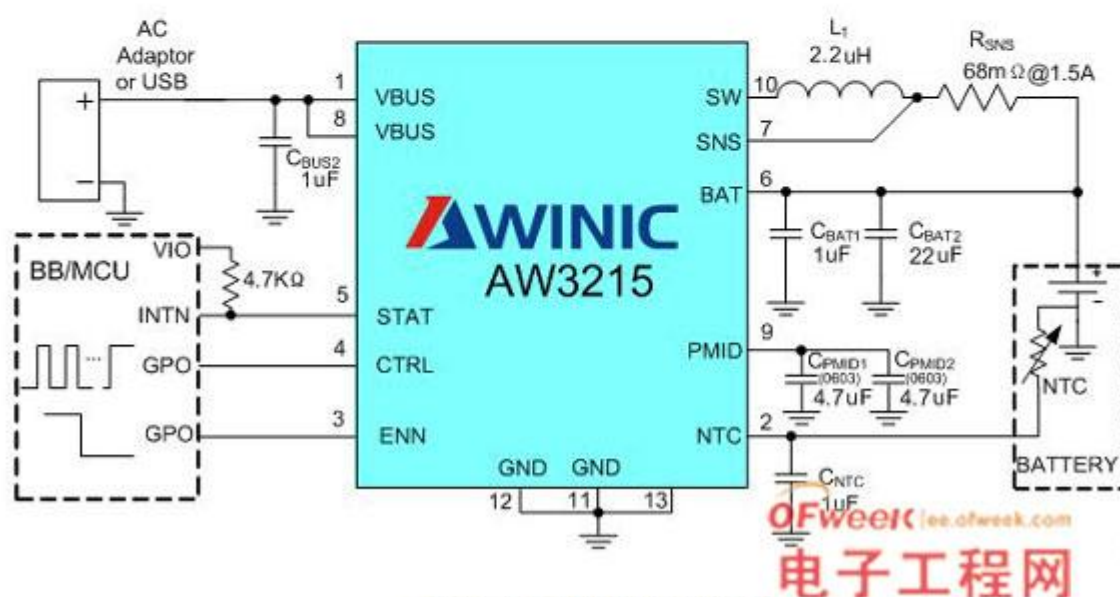 AC
Adaptor
or USB
+
−
1
VBUS
8
VBUS
CBUS2
1uF
BB/MCU
VIO
4.7KΩ
INTN
5
STAT
GPO
4
CTRL
GPO
3
ENN
AWINIC
AW3215
L1
2.2uH
RSNS
68mΩ@1.5A
SW
10
SNS
7
BAT
6
CBAT1
1uF
CBAT2
22uF
PMID
9
CPMID1
(0603)
4.7uF
CPMID2
(0603)
4.7uF
NTC
2
CNTC
1uF
+
-
NTC
BATTERY
GND
GND
12
11
13
OFweek ee.ofweek.com
电子工程网